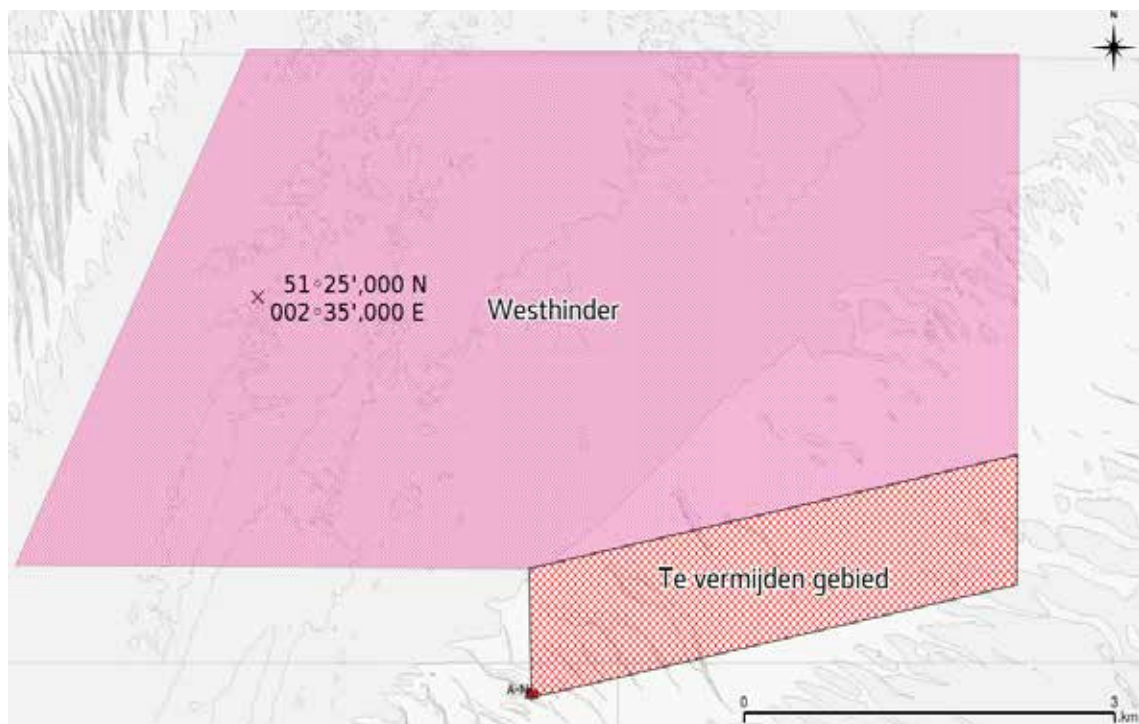 N
51°25',000 N
002°35',000 E
Westhinder
Te vermijden gebied
A-N
0 3
km